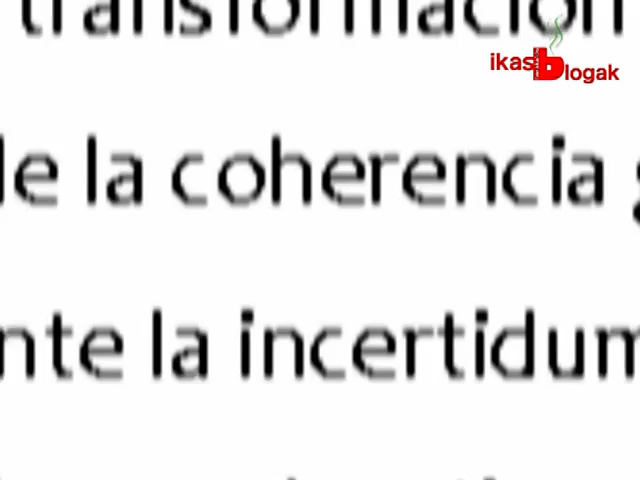 transformación
ikasblogak
de la coherencia
nte la incertidum